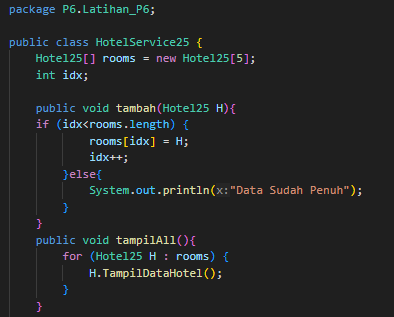 package P6.Latihan_P6;
public class HotelService25 {
Hotel25[] rooms = new Hotel25[5];
int idx;
public void tambah(Hotel25 H){
if (idx<rooms.length) {
rooms[idx] = H;
idx++;
}else{
System.out.println(x:"Data Sudah Penuh");
}
}
public void tampilAll(){
for (Hotel25 H : rooms) {
H.TampilDataHotel();
}
}